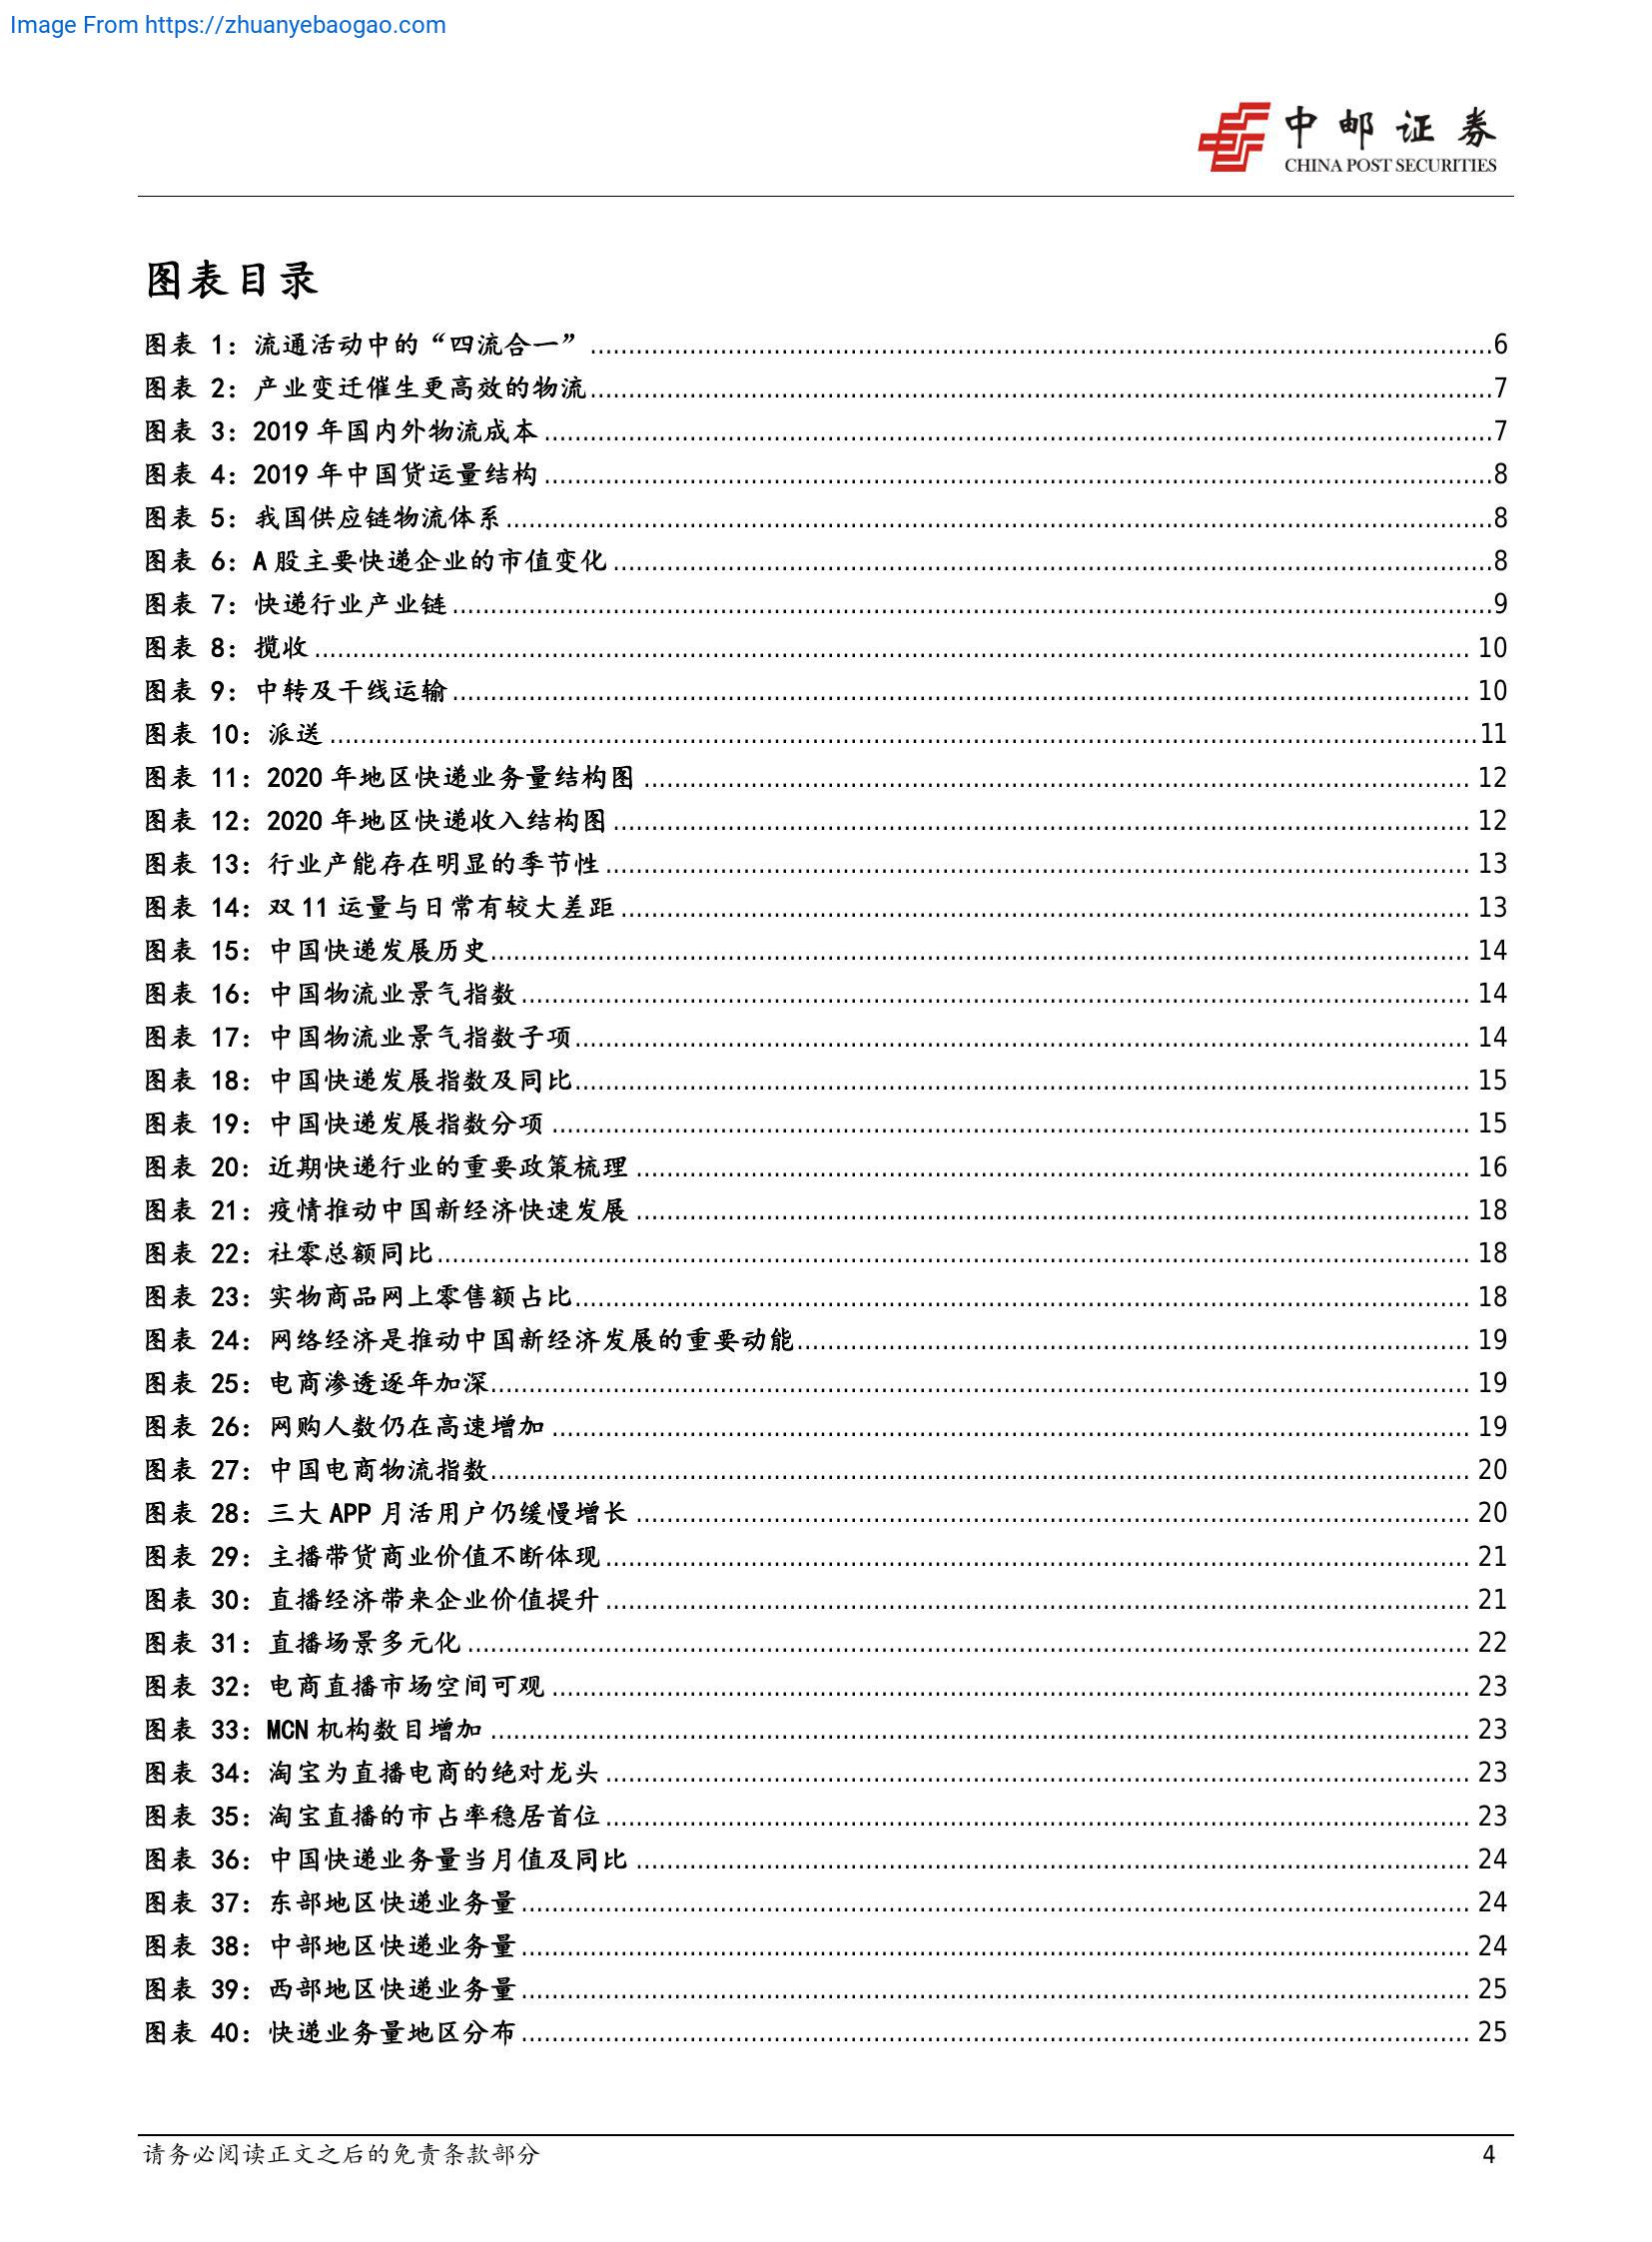 Image From https://zhuanyebaogao.com
中邮证券
CHINA POST SECURITIES
图表目录
图表 1：流通活动中的“四流合一” ........ 6
图表 2：产业变迁催生更高效的物流 ........ 7
图表 3：2019 年国内外物流成本 ........ 7
图表 4：2019 年中国货运量结构 ........ 8
图表 5：我国供应链物流体系 ........ 8
图表 6：A 股主要快递企业的市值变化 ........ 8
图表 7：快递行业产业链 ........ 9
图表 8：揽收 ........ 10
图表 9：中转及干线运输 ........ 10
图表 10：派送 ........ 11
图表 11：2020 年地区快递业务量结构图 ........ 12
图表 12：2020 年地区快递收入结构图 ........ 12
图表 13：行业产能存在明显的季节性 ........ 13
图表 14：双 11 运量与日常有较大差距 ........ 13
图表 15：中国快递发展历史 ........ 14
图表 16：中国物流业景气指数 ........ 14
图表 17：中国物流业景气指数子项 ........ 14
图表 18：中国快递发展指数及同比 ........ 15
图表 19：中国快递发展指数分项 ........ 15
图表 20：近期快递行业的重要政策梳理 ........ 16
图表 21：疫情推动中国新经济快速发展 ........ 18
图表 22：社零总额同比 ........ 18
图表 23：实物商品网上零售额占比 ........ 18
图表 24：网络经济是推动中国新经济发展的重要动能 ........ 19
图表 25：电商渗透逐年加深 ........ 19
图表 26：网购人数仍在高速增加 ........ 19
图表 27：中国电商物流指数 ........ 20
图表 28：三大 APP 月活用户仍缓慢增长 ........ 20
图表 29：主播带货商业价值不断体现 ........ 21
图表 30：直播经济带来企业价值提升 ........ 21
图表 31：直播场景多元化 ........ 22
图表 32：电商直播市场空间可观 ........ 23
图表 33：MCN 机构数目增加 ........ 23
图表 34：淘宝为直播电商的绝对龙头 ........ 23
图表 35：淘宝直播的市占率稳居首位 ........ 23
图表 36：中国快递业务量当月值及同比 ........ 24
图表 37：东部地区快递业务量 ........ 24
图表 38：中部地区快递业务量 ........ 24
图表 39：西部地区快递业务量 ........ 25
图表 40：快递业务量地区分布 ........ 25
请务必阅读正文之后的免责条款部分 4